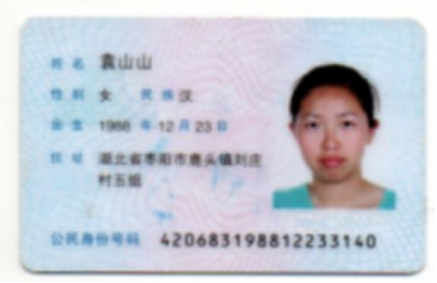 姓名 袁山山
性别 女 民族 汉
出生 1988 年 12 月 23 日
住址 湖北省枣阳市鹿头镇刘庄
村五组
公民身份号码 420683198812233140